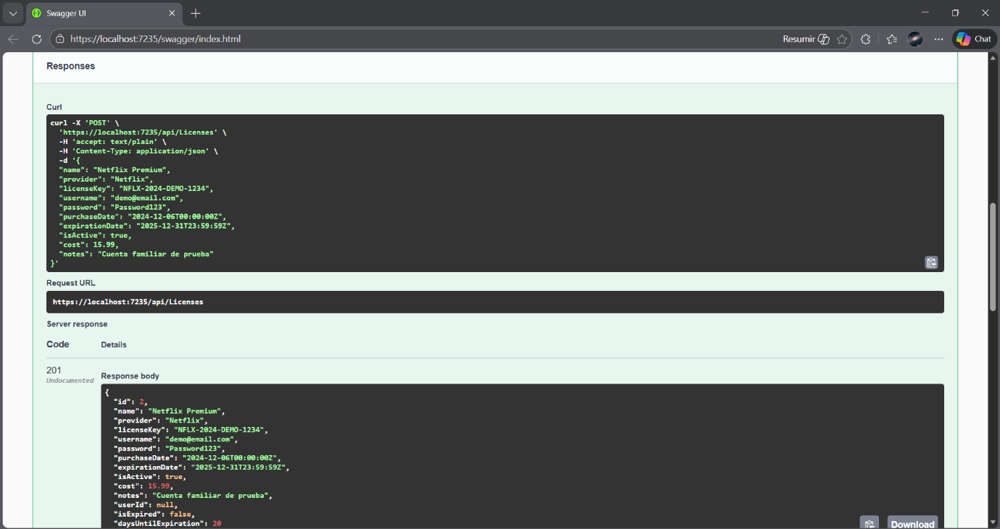 Swagger UI
https://localhost:7235/swagger/index.html
Resumir
Chat
Responses
Curl
curl -X 'POST' \
  'https://localhost:7235/api/Licenses' \
  -H 'accept: text/plain' \
  -H 'Content-Type: application/json' \
  -d '{
  "name": "Netflix Premium",
  "provider": "Netflix",
  "licenseKey": "NFLX-2024-DEMO-1234",
  "username": "demo@email.com",
  "password": "Password123",
  "purchaseDate": "2024-12-06T00:00:00Z",
  "expirationDate": "2025-12-31T23:59:59Z",
  "isActive": true,
  "cost": 15.99,
  "notes": "Cuenta familiar de prueba"
}'
Request URL
https://localhost:7235/api/Licenses
Server response
Code Details
201
Undocumented
Response body
{
  "id": 2,
  "name": "Netflix Premium",
  "provider": "Netflix",
  "licenseKey": "NFLX-2024-DEMO-1234",
  "username": "demo@email.com",
  "password": "Password123",
  "purchaseDate": "2024-12-06T00:00:00Z",
  "expirationDate": "2025-12-31T23:59:59Z",
  "isActive": true,
  "cost": 15.99,
  "notes": "Cuenta familiar de prueba",
  "userId": null,
  "isExpired": false,
  "daysUntilExpiration": 20
Download